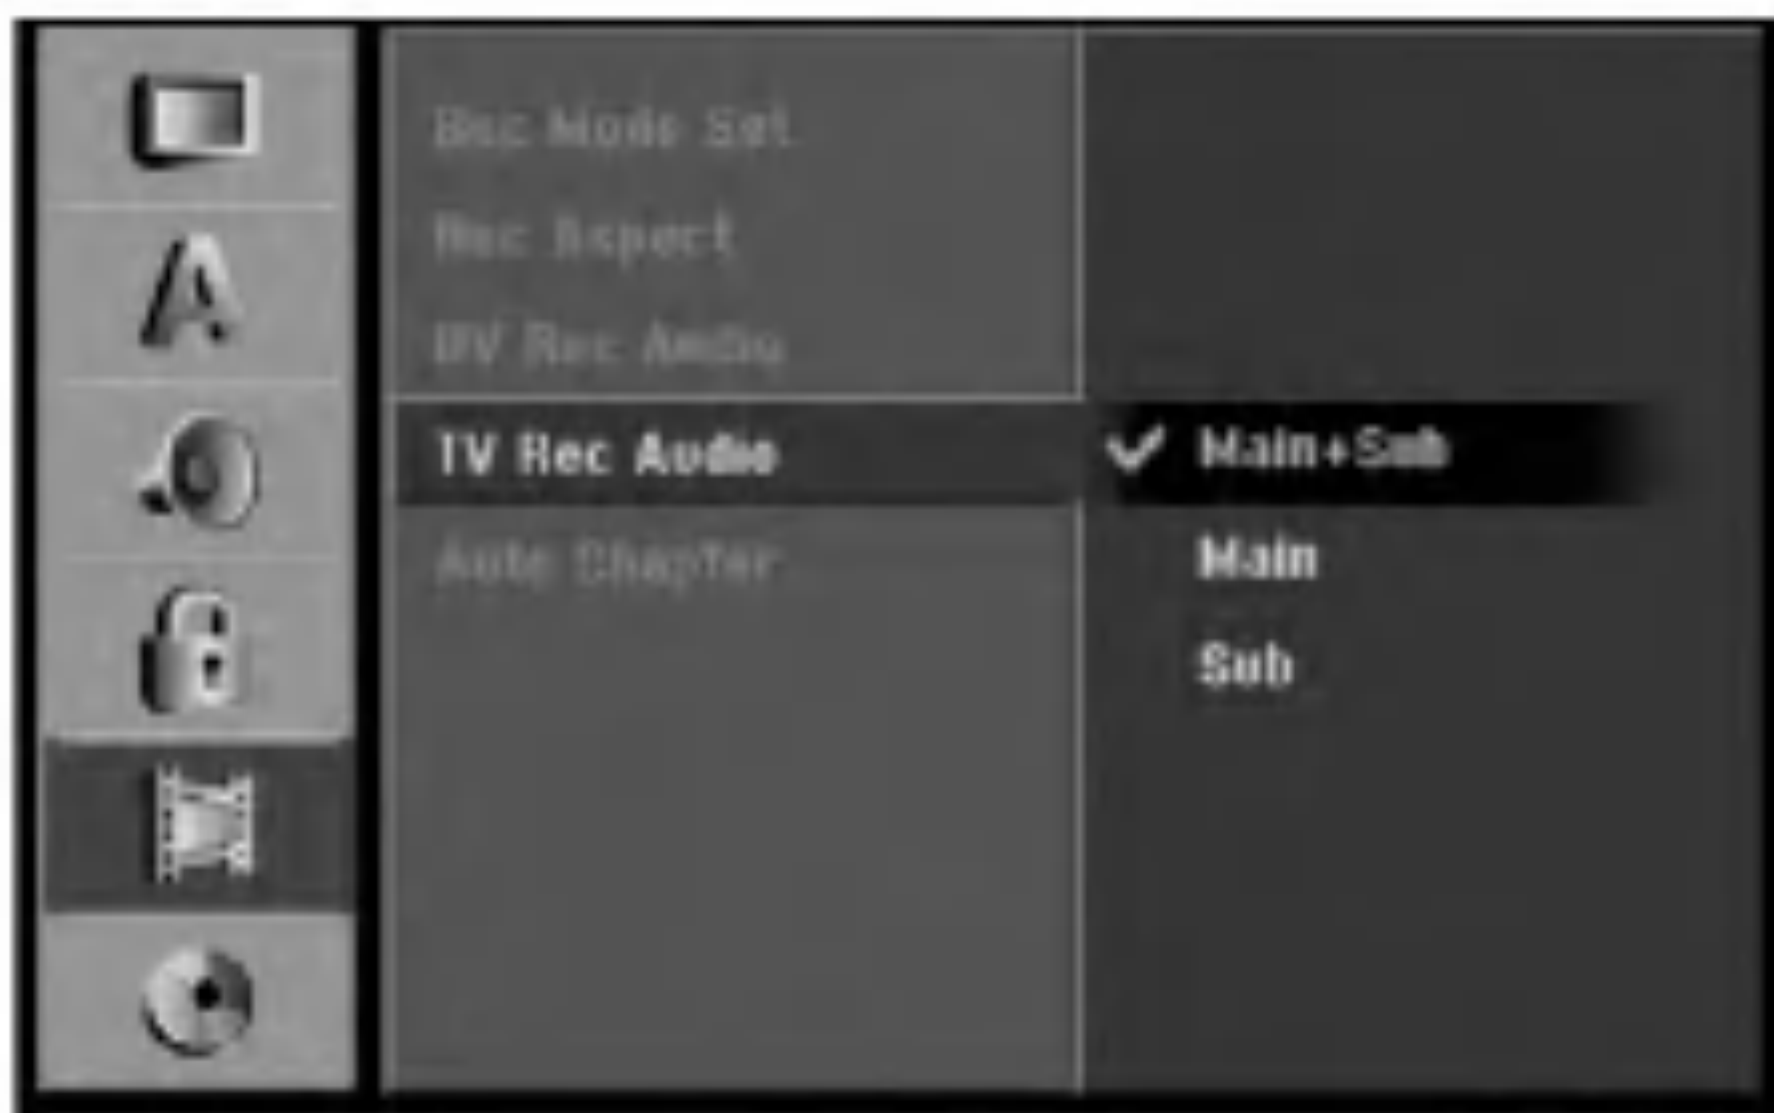 Rec Mode Set
Rec Aspect
DV Rec Audio
TV Rec Audio
Auto Chapter
Main+Sub
Main
Sub